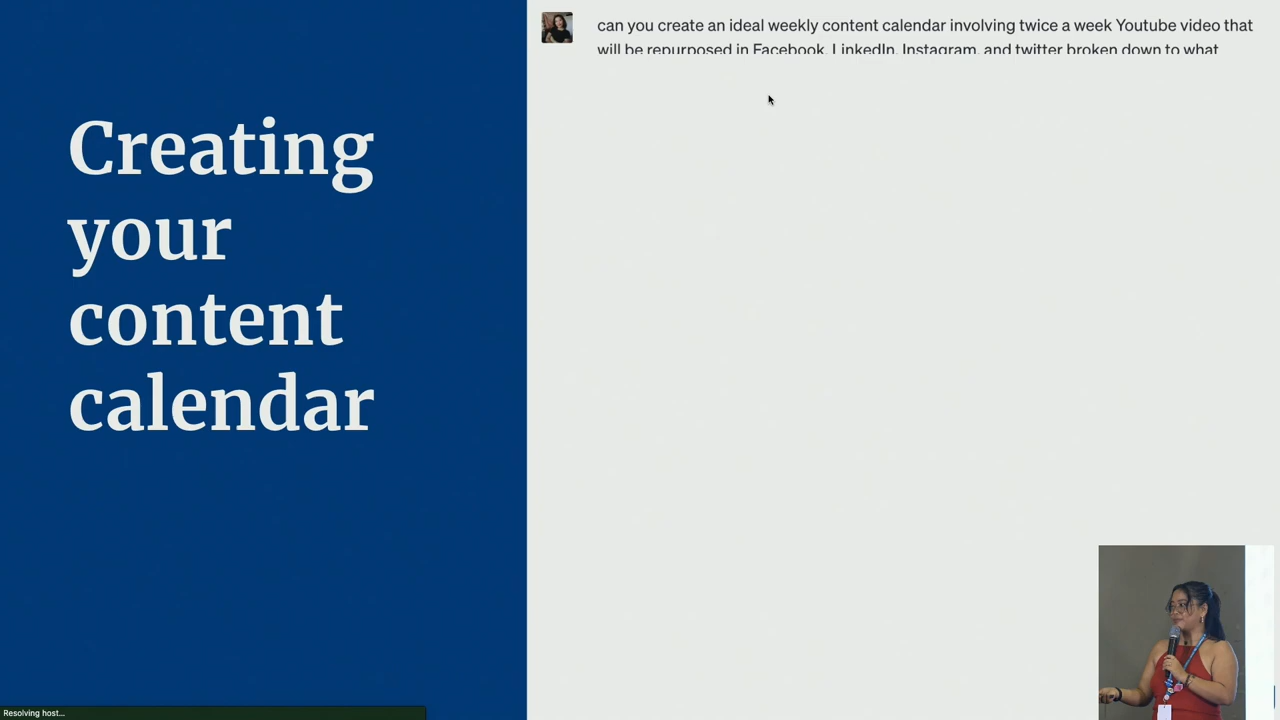 Creating
your
content
calendar
can you create an ideal weekly content calendar involving twice a week Youtube video that
will be repurposed in Facebook, LinkedIn, Instagram, and twitter broken down to what
Resolving host...